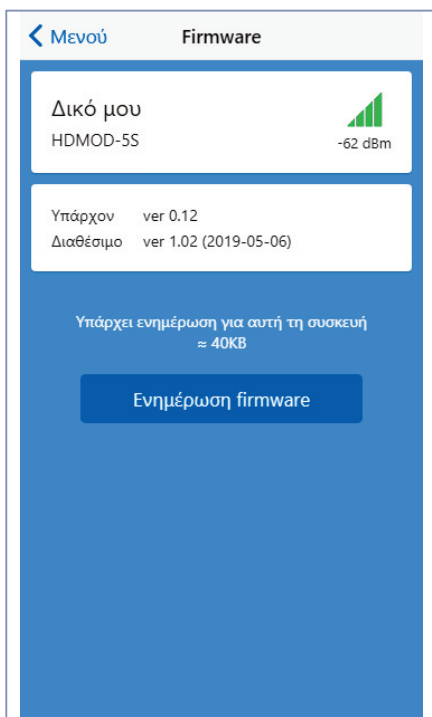 Μενού Firmware
Δικό μου
HDMOD-5S
-62 dBm
Υπάρχον ver 0.12
Διαθέσιμο ver 1.02 (2019-05-06)
Υπάρχει ενημέρωση για αυτή τη συσκευή
≈ 40KB
Ενημέρωση firmware